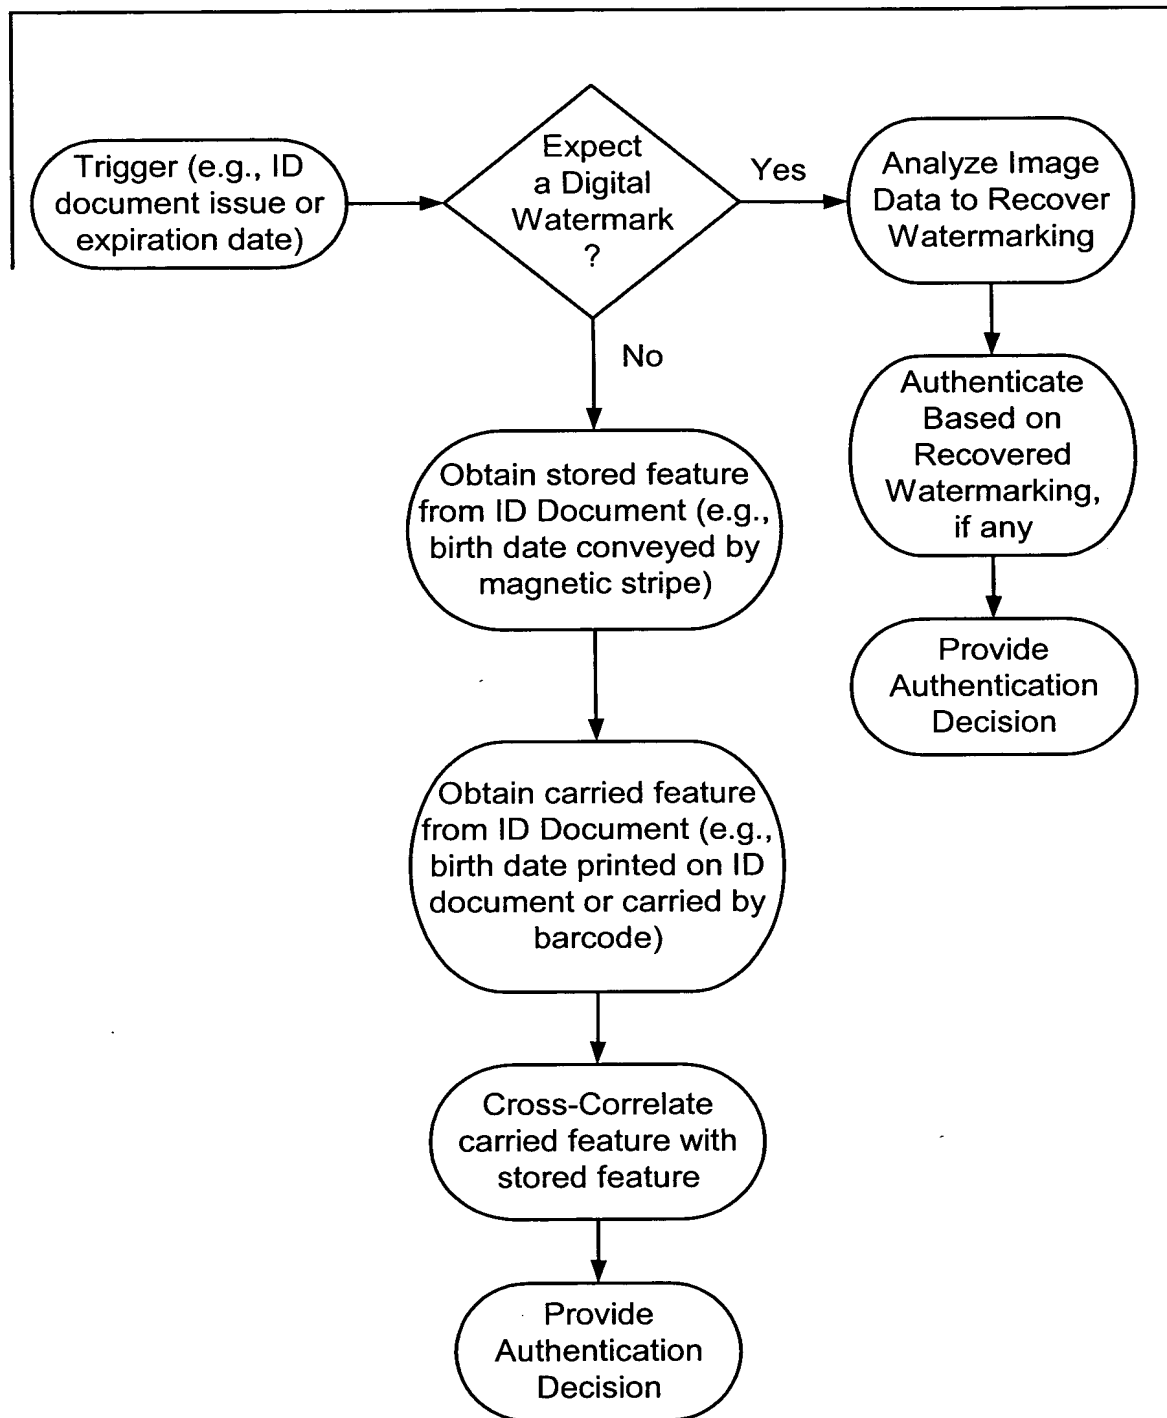 Trigger (e.g., ID
document issue or
expiration date)
Expect
a Digital
Watermark
?
Yes
Analyze Image
Data to Recover
Watermarking
Authenticate
Based on
Recovered
Watermarking,
if any
Provide
Authentication
Decision
No
Obtain stored feature
from ID Document (e.g.,
birth date conveyed by
magnetic stripe)
Obtain carried feature
from ID Document (e.g.,
birth date printed on ID
document or carried by
barcode)
Cross-Correlate
carried feature with
stored feature
Provide
Authentication
Decision